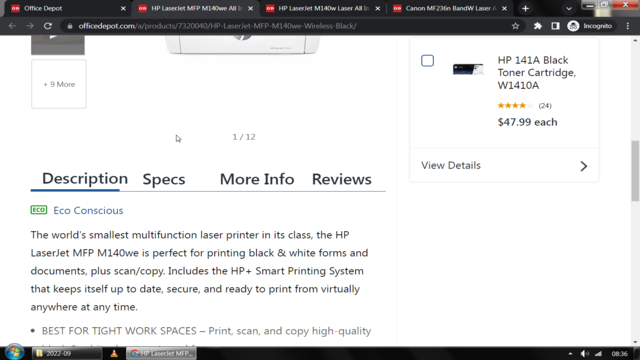 Office Depot
HP LaserJet MFP M140we All In
HP LaserJet M140w Laser All In
Canon MF236n BandW Laser A
officedepot.com/a/products/7320040/HP-LaserJet-MFP-M140we-Wireless-Black/
Incognito
+ 9 More
1 / 12
HP 141A Black
Toner Cartridge,
W1410A
(24)
$47.99 each
View Details
Description
Specs
More Info
Reviews
ECO Eco Conscious
The world's smallest multifunction laser printer in its class, the HP
LaserJet MFP M140we is perfect for printing black & white forms and
documents, plus scan/copy. Includes the HP+ Smart Printing System
that keeps itself up to date, secure, and ready to print from virtually
anywhere at any time.
• BEST FOR TIGHT WORK SPACES – Print, scan, and copy high-quality
2022-09
HP LaserJet MFP...
08:36